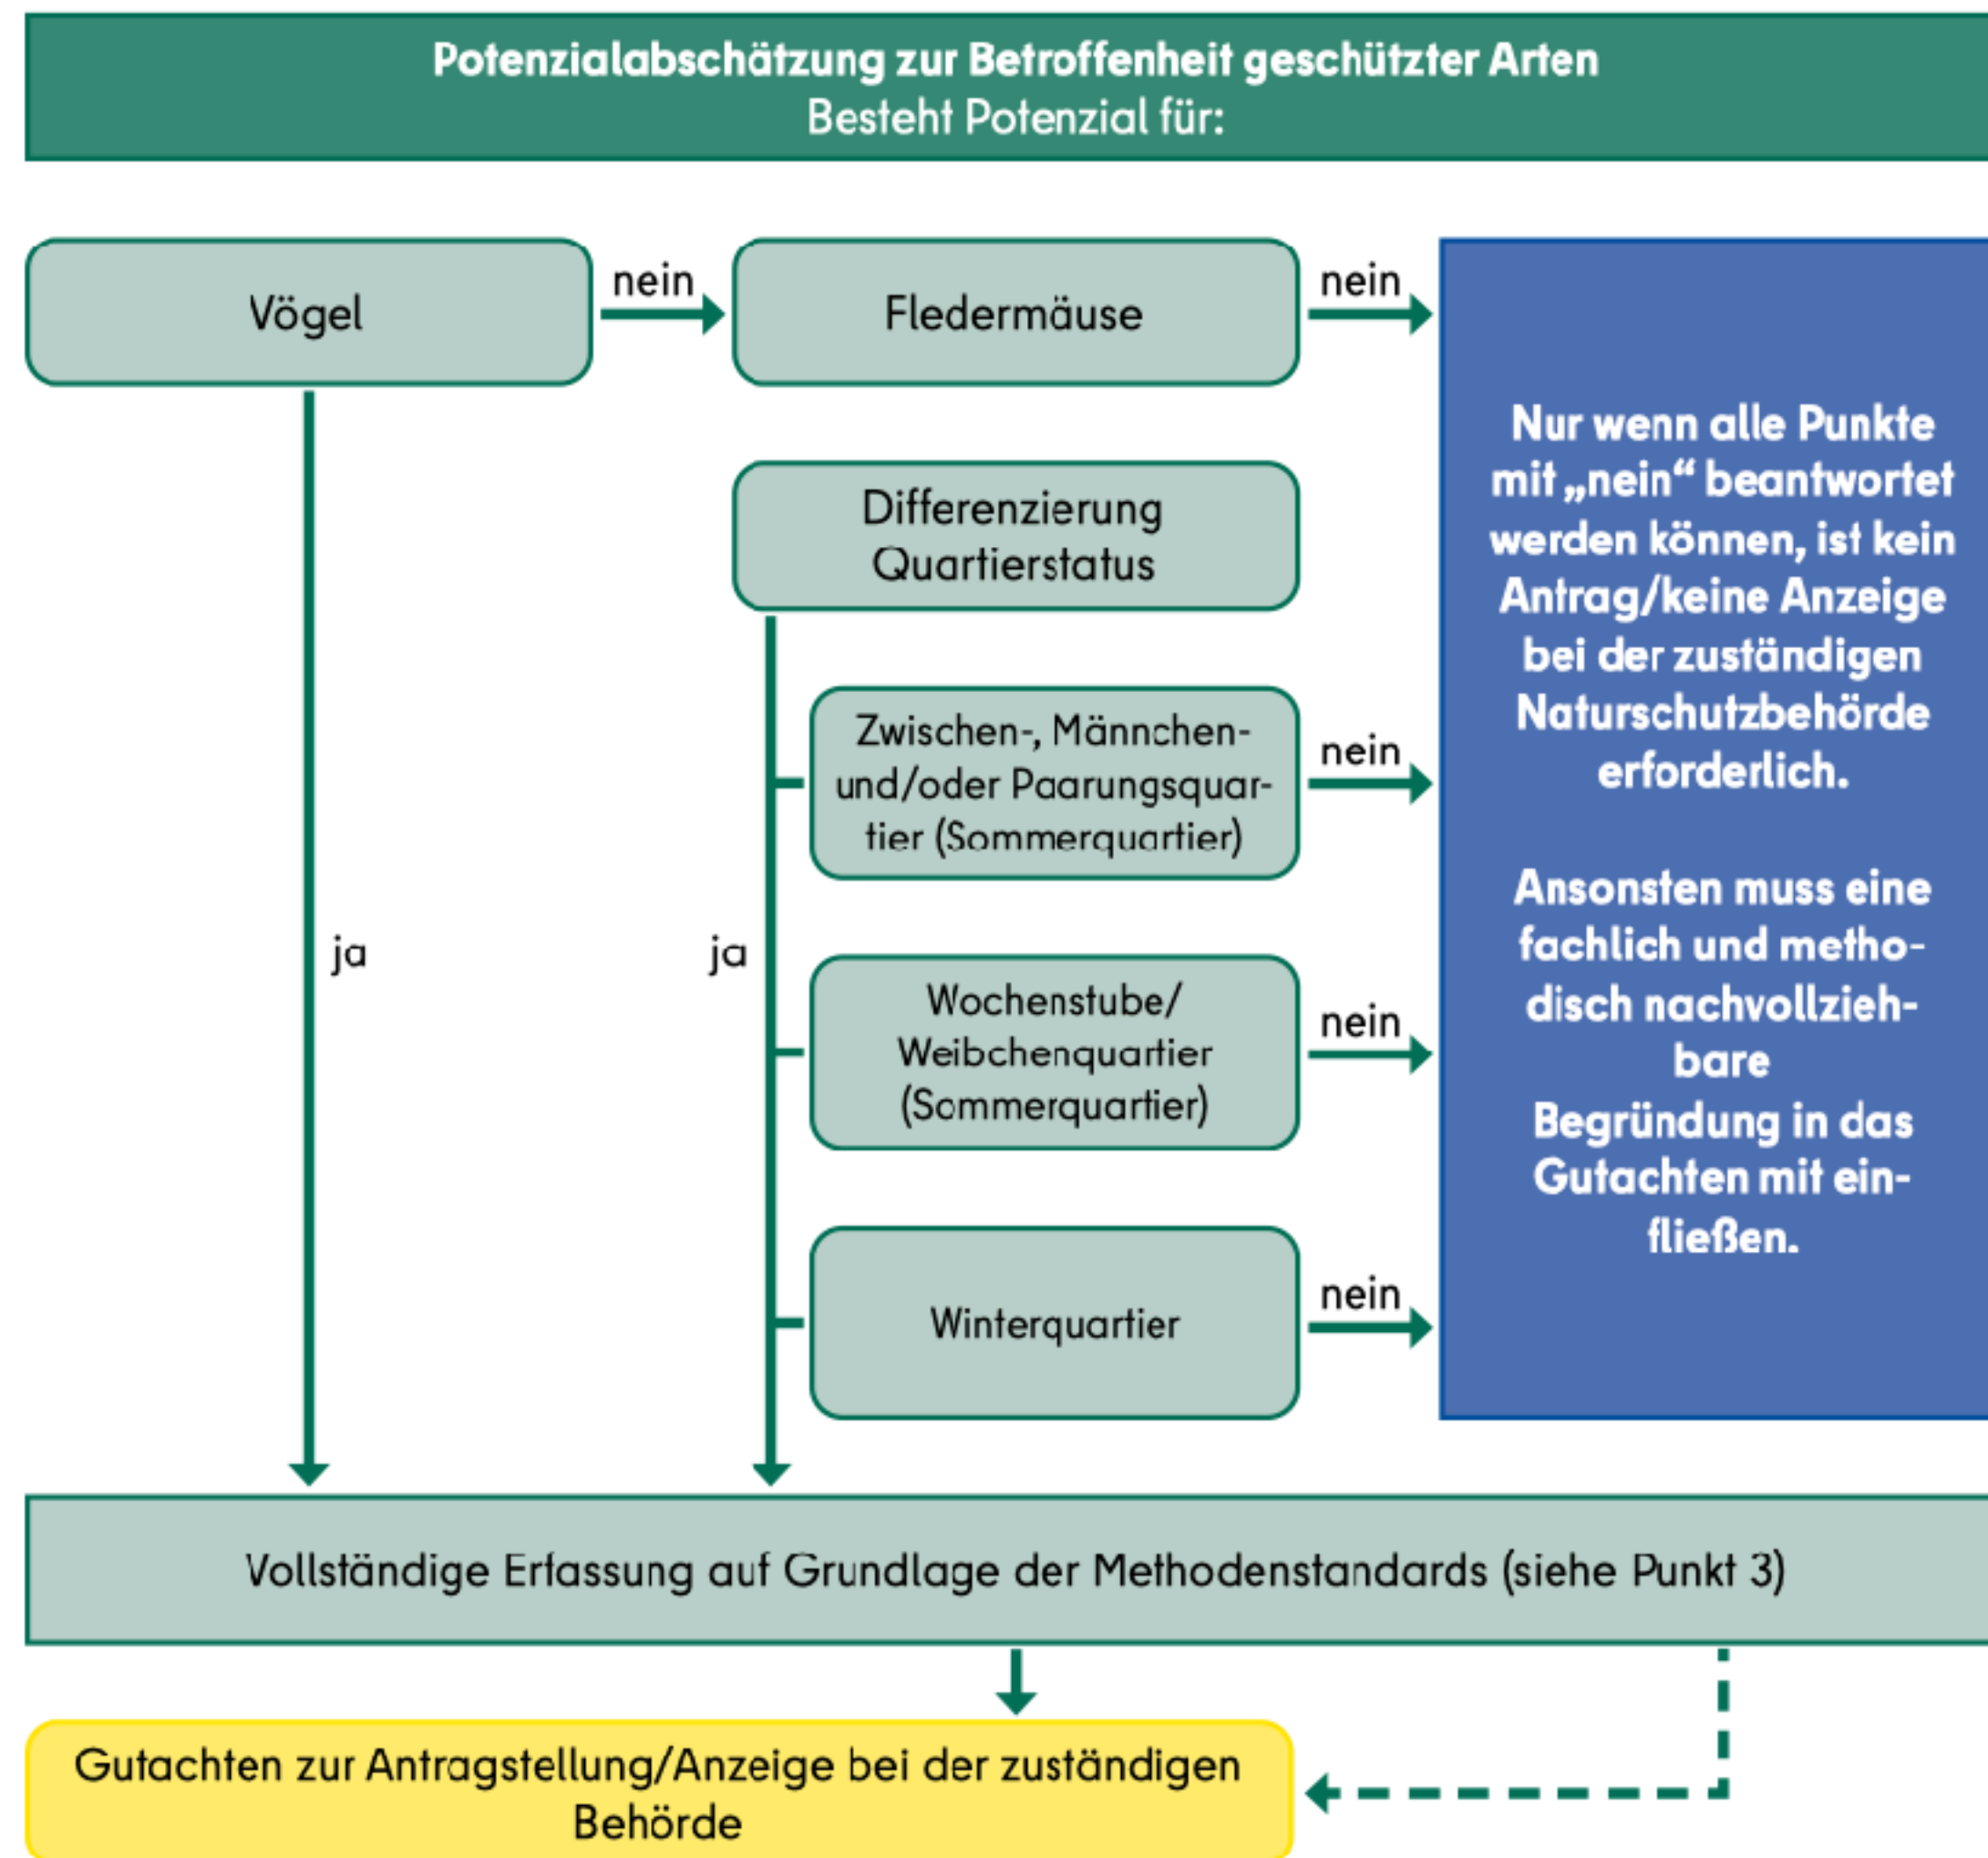 Potenzialabschätzung zur Betroffenheit geschützter Arten
Besteht Potenzial für:
Vögel
nein
Fledermäuse
nein
Differenzierung
Quartierstatus
Zwischen-, Männchen-
und/oder Paarungsquar-
tier (Sommerquartier)
nein
ja
ja
Wochenstube/
Weibchenquartier
(Sommerquartier)
nein
Winterquartier
nein
Nur wenn alle Punkte
mit „nein“ beantwortet
werden können, ist kein
Antrag/keine Anzeige
bei der zuständigen
Naturschutzbehörde
erforderlich.
Ansonsten muss eine
fachlich und metho-
disch nachvollzieh-
bare
Begründung in das
Gutachten mit ein-
fließen.
Vollständige Erfassung auf Grundlage der Methodenstandards (siehe Punkt 3)
Gutachten zur Antragstellung/Anzeige bei der zuständigen
Behörde